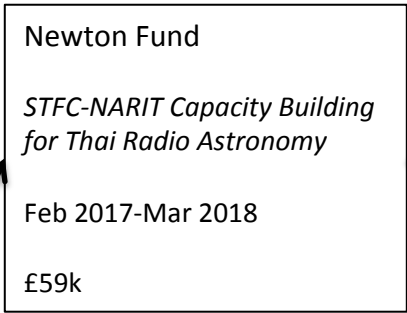 Newton Fund
STFC-NARIT Capacity Building
for Thai Radio Astronomy
Feb 2017-Mar 2018
£59k